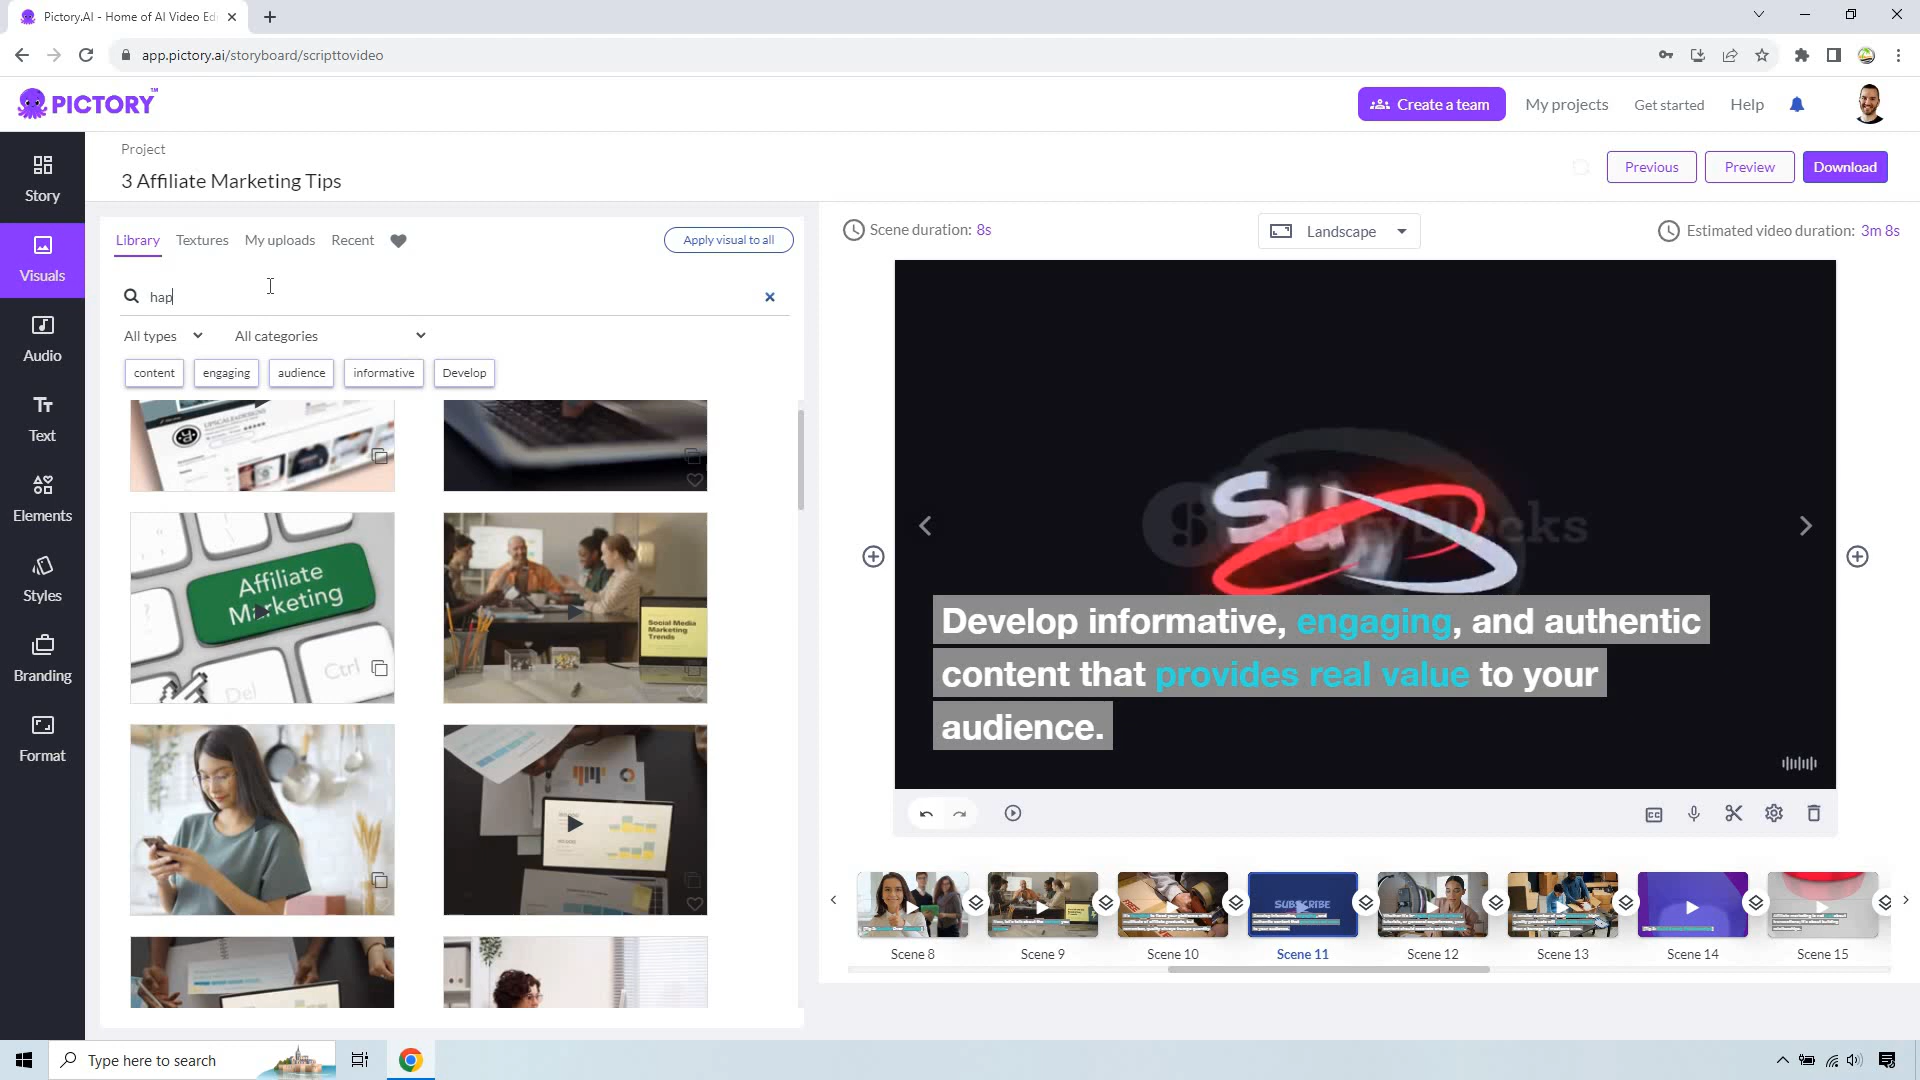 Pictory.AI - Home of AI Video Edi
app.pictory.ai/storyboard/scripttovideo
PICTORY™
Create a team
My projects
Get started
Help
Project
3 Affiliate Marketing Tips
Previous
Preview
Download
Story
Visuals
Audio
Text
Elements
Styles
Branding
Format
Library
Textures
My uploads
Recent
Apply visual to all
hap
All types
All categories
content
engaging
audience
informative
Develop
Affiliate
Marketing
Ctrl
Del
Social Media
Marketing
Trends
Scene duration: 8s
Landscape
Estimated video duration: 3m 8s
Su
Develop informative, engaging, and authentic
content that provides real value to your
audience.
SUBSCRIBE
Scene 8
Scene 9
Scene 10
Scene 11
Scene 12
Scene 13
Scene 14
Scene 15
Type here to search